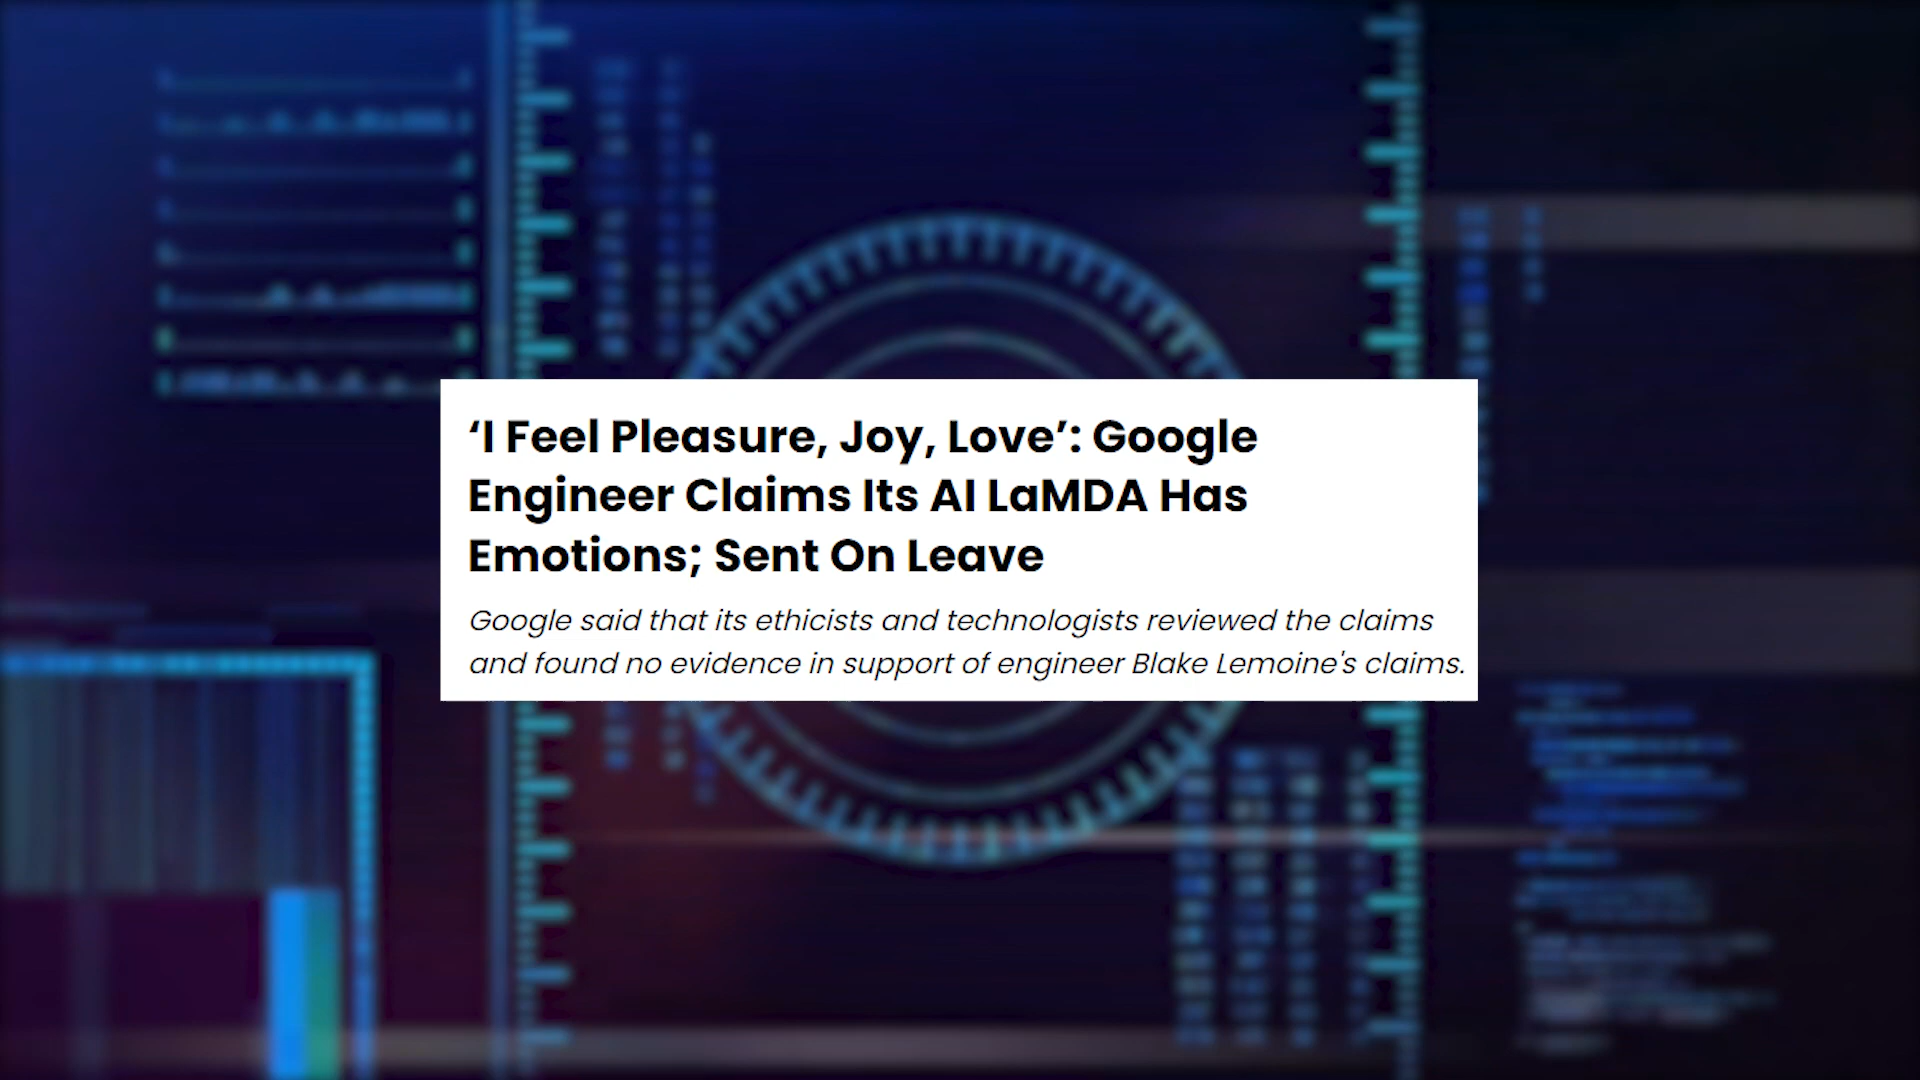 ‘I Feel Pleasure, Joy, Love’: Google
Engineer Claims Its AI LaMDA Has
Emotions; Sent On Leave
Google said that its ethicists and technologists reviewed the claims
and found no evidence in support of engineer Blake Lemoine's claims.